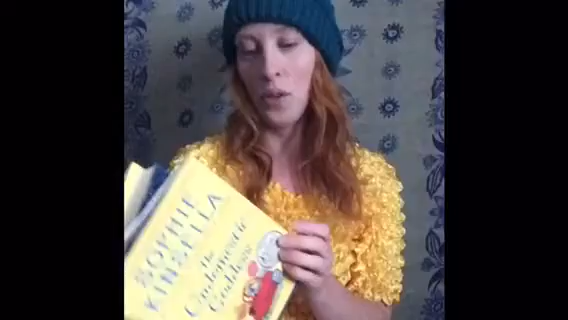 SOPHIE
KINSELLA
The
Undomestic
Goddess